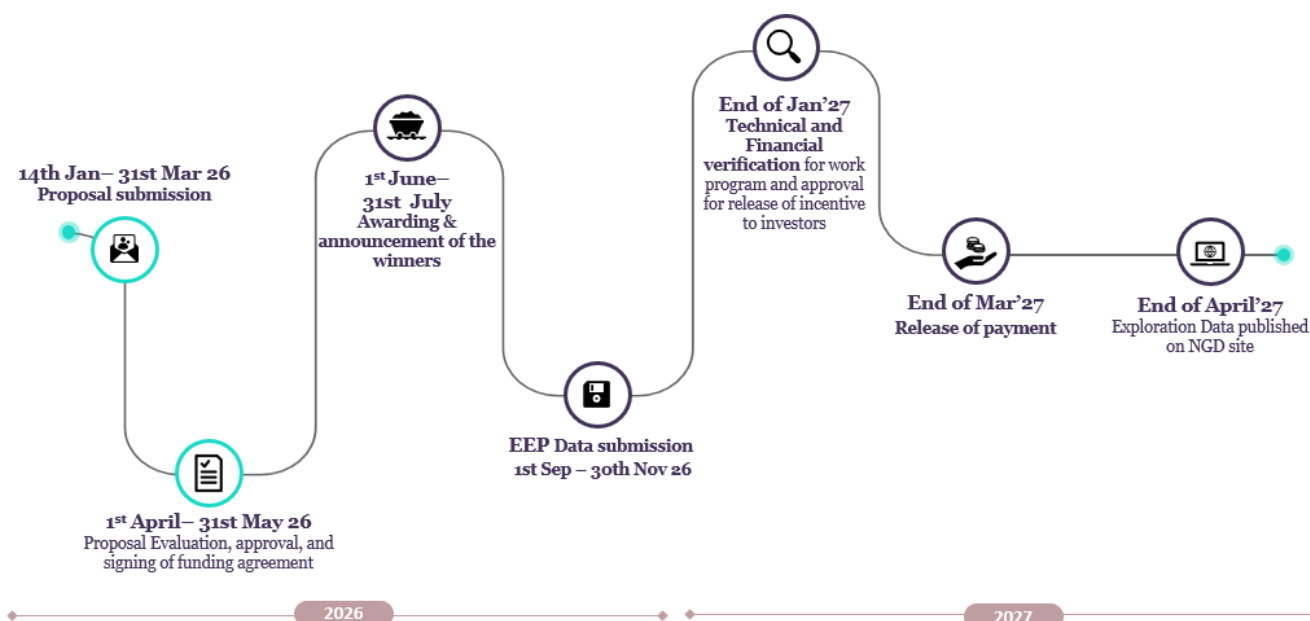 14th Jan– 31st Mar 26
Proposal submission
1st April– 31st May 26
Proposal Evaluation, approval, and
signing of funding agreement
1st June–
31st July
Awarding &
announcement of the
winners
EEP Data submission
1st Sep – 30th Nov 26
End of Jan’27
Technical and
Financial
verification for work
program and approval
for release of incentive
to investors
End of Mar’27
Release of payment
End of April’27
Exploration Data published
on NGD site
2026
2027